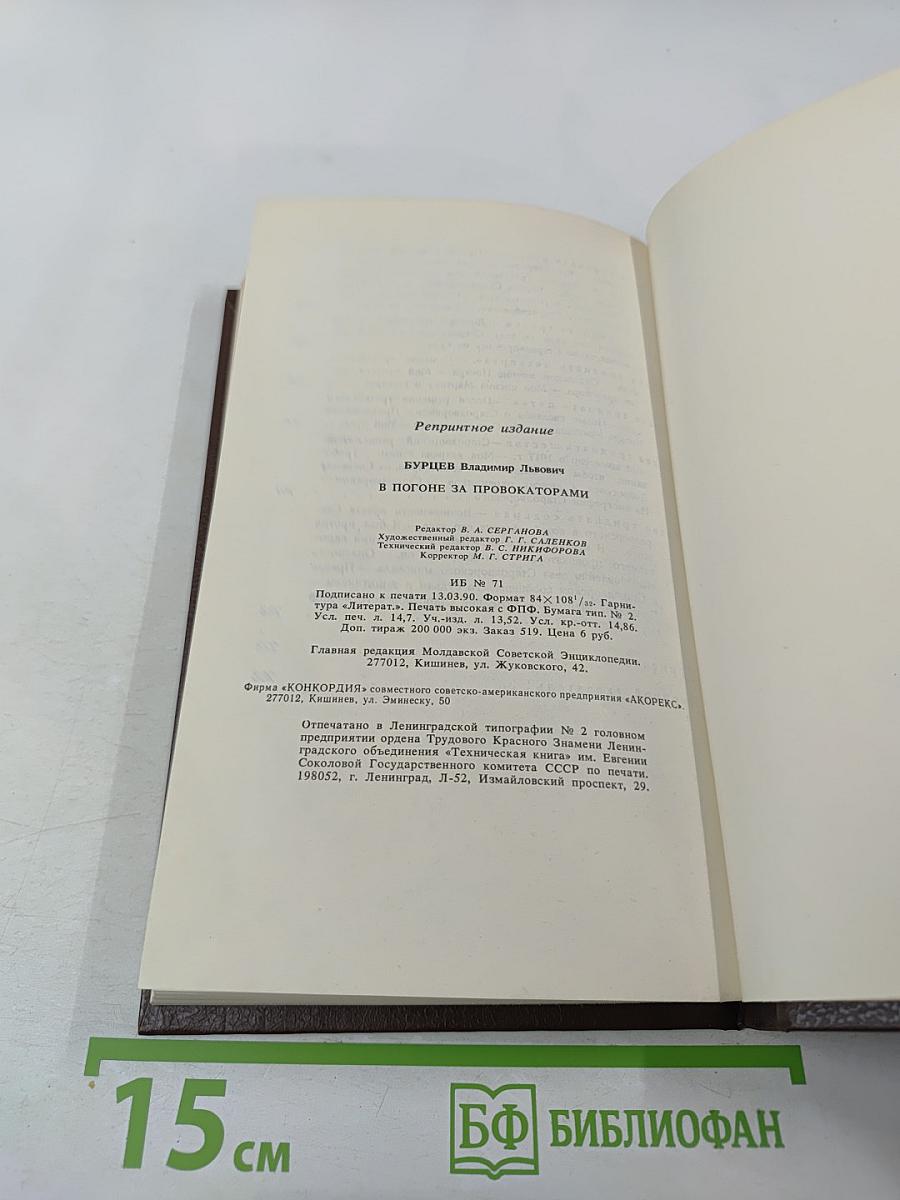 Репринтное издание
БУРЦЕВ Владимир Львович
В ПОГОНЕ ЗА ПРОВОКАТОРАМИ
Редактор В. А. СЕРГАНОВА
Художественный редактор Г. Г. САЛЕНКОВ
Технический редактор В. С. НИКИФОРОВА
Корректор М. Г. СТРИГА
ИБ № 71
Подписано к печати 13.03.90. Формат 84×108¹/₃₂. Гарни-
тура «Литерат.». Печать высокая с ФПФ. Бумага тип. № 2.
Усл. печ. л. 14,7. Уч.-изд. л. 13,52. Усл. кр.-отт. 14,86.
Доп. тираж 200 000 экз. Заказ 519. Цена 6 руб.
Главная редакция Молдавской Советской Энциклопедии.
277012, Кишинев, ул. Жуковского, 42.
Фирма «КОНКОРДИЯ» совместного советско-американского предприятия «АКОРЕКС».
277012, Кишинев, ул. Эминеску, 50
Отпечатано в Ленинградской типографии № 2 головном
предприятии ордена Трудового Красного Знамени Ленин-
градского объединения «Техническая книга» им. Евгении
Соколовой Государственного комитета СССР по печати.
198052, г. Ленинград, Л-52, Измайловский проспект, 29.
15 см
БФ БИБЛИОФАН